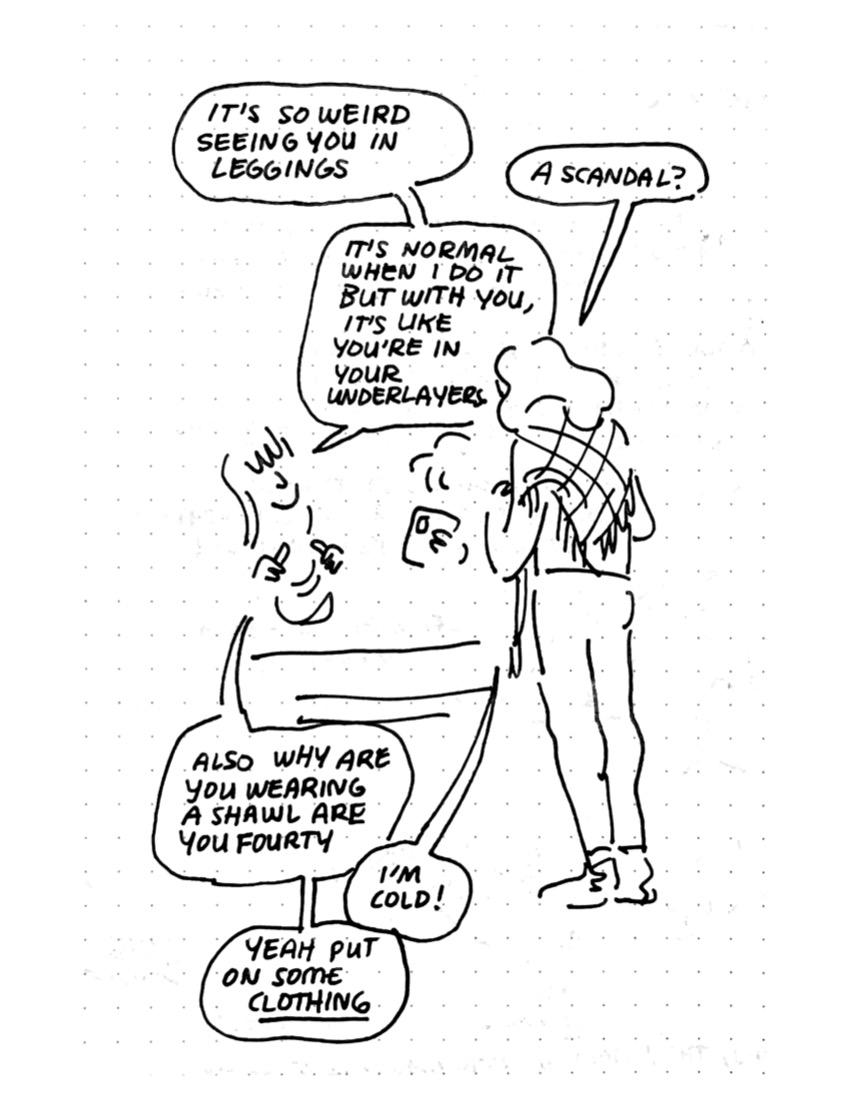 IT'S SO WEIRD
SEEING YOU IN
LEGGINGS
A SCANDAL?
IT'S NORMAL
WHEN I DO IT
BUT WITH YOU,
IT'S LIKE
YOU'RE IN
YOUR
UNDERLAYERS
ALSO WHY ARE
YOU WEARING
A SHAWL ARE
YOU FOURTY
I'M
COLD!
YEAH PUT
ON SOME
CLOTHING